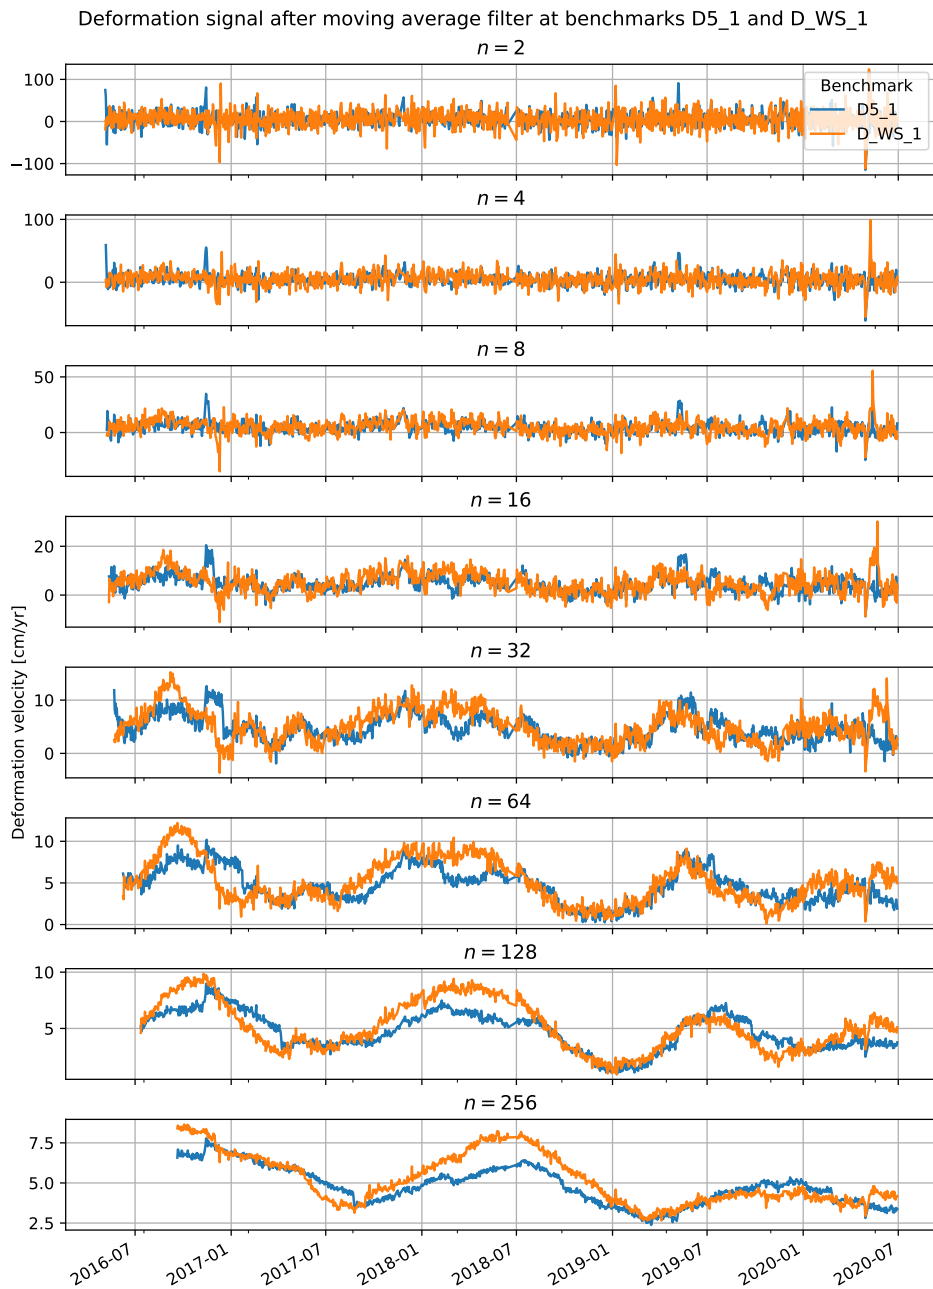 Deformation signal after moving average filter at benchmarks D5_1 and D_WS_1
n = 2
100
0
−100
Benchmark
D5_1
D_WS_1
n = 4
100
0
n = 8
50
0
n = 16
20
0
Deformation velocity [cm/yr]
n = 32
10
0
n = 64
10
5
0
n = 128
10
5
n = 256
7.5
5.0
2.5
2016-07
2017-01
2017-07
2018-01
2018-07
2019-01
2019-07
2020-01
2020-07